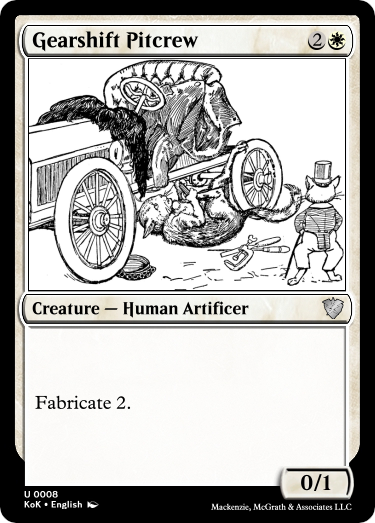 Gearshift Pitcrew 2
Creature — Human Artificer
Fabricate 2.
0/1
U 0008
KoK • English
Mackenzie, McGrath & Associates LLC